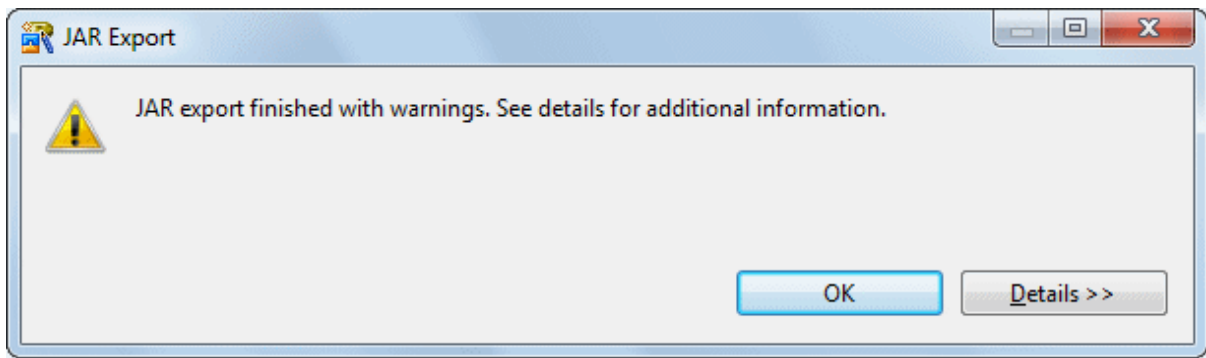 JAR Export
JAR export finished with warnings. See details for additional information.
OK
Details >>